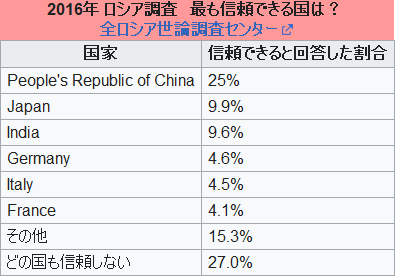 2016年 ロシア調査　最も信頼できる国は？
全ロシア世論調査センター
国家 信頼できると回答した割合
People's Republic of China 25%
Japan 9.9%
India 9.6%
Germany 4.6%
Italy 4.5%
France 4.1%
その他 15.3%
どの国も信頼しない 27.0%